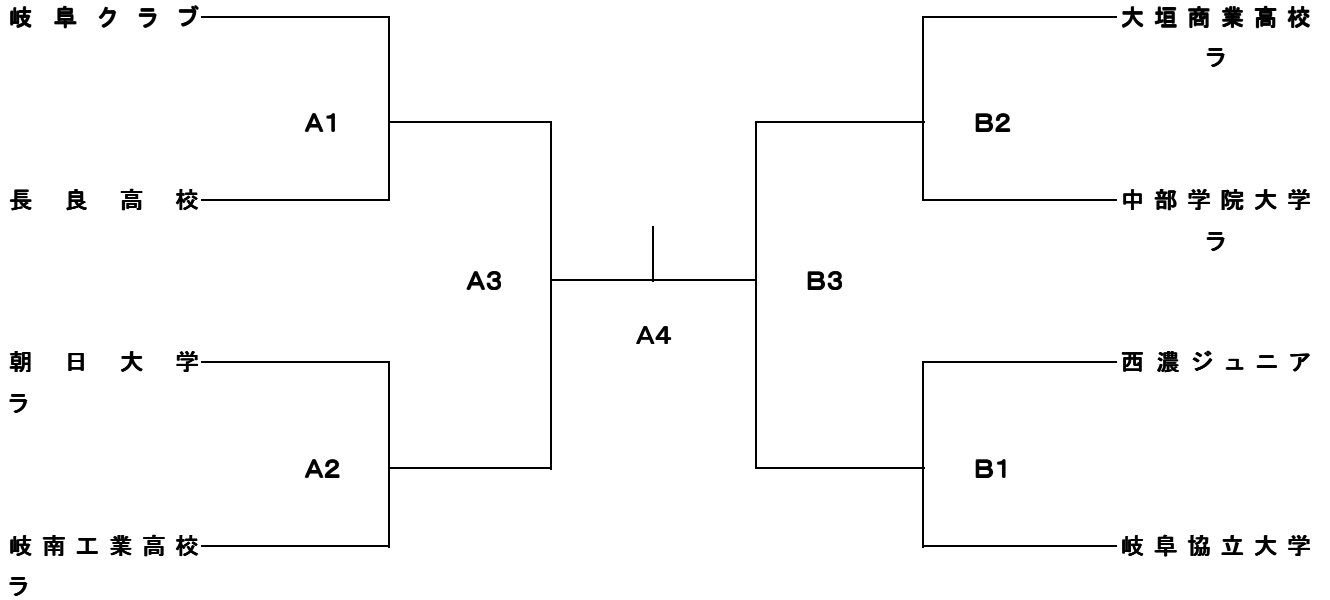 岐阜クラブ
A1
長良高校
A3
朝日大学
ラ
A2
岐南工業高校
ラ
A4
大垣商業高校
ラ
B2
中部学院大学
ラ
B3
西濃ジュニア
B1
岐阜協立大学